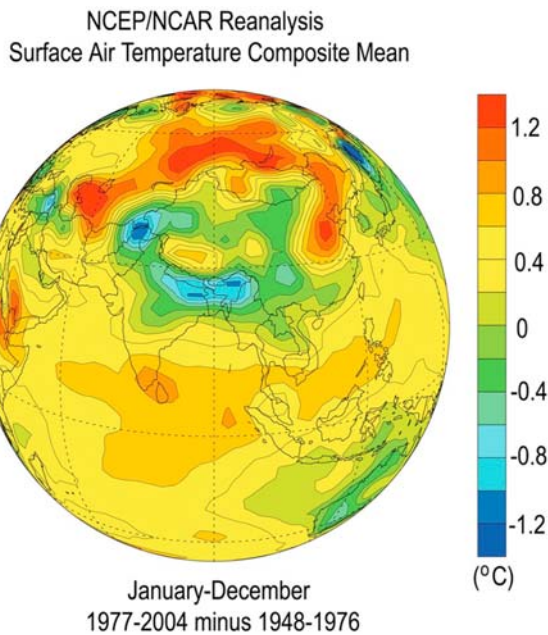 NCEP/NCAR Reanalysis
Surface Air Temperature Composite Mean
1.2
0.8
0.4
0
-0.4
-0.8
-1.2
(ºC)
January-December
1977-2004 minus 1948-1976